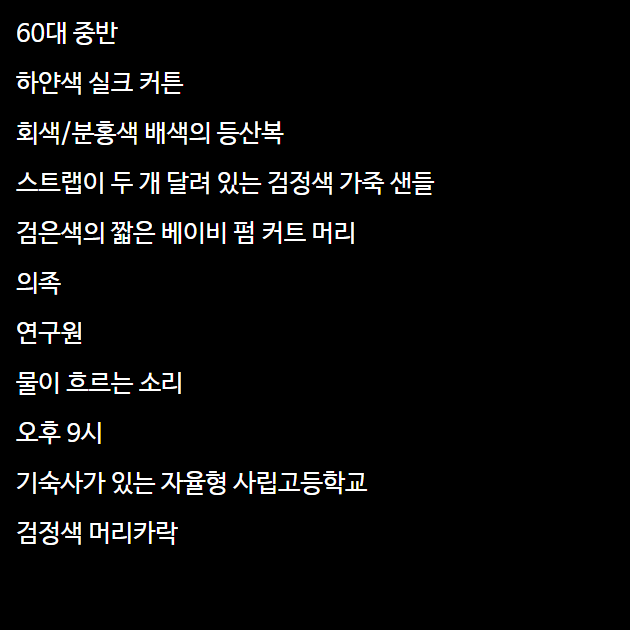 60대 중반
하얀색 실크 커튼
회색/분홍색 배색의 등산복
스트랩이 두 개 달려 있는 검정색 가죽 샌들
검은색의 짧은 베이비 펌 커트 머리
의족
연구원
물이 흐르는 소리
오후 9시
기숙사가 있는 자율형 사립고등학교
검정색 머리카락